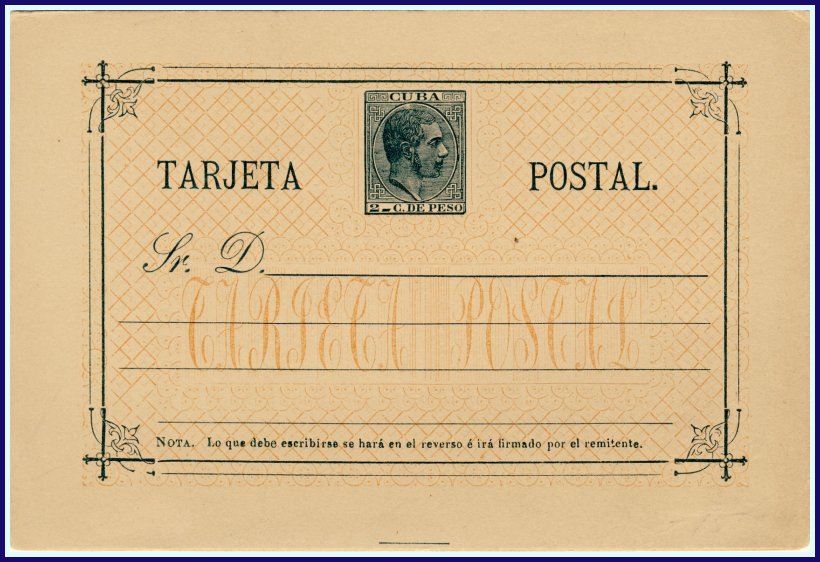 CUBA
2 C. DE PESO
TARJETA POSTAL.
Sr. D.
TARJETA POSTAL
NOTA. Lo que debe escribirse se hará en el reverso é irá firmado por el remitente.